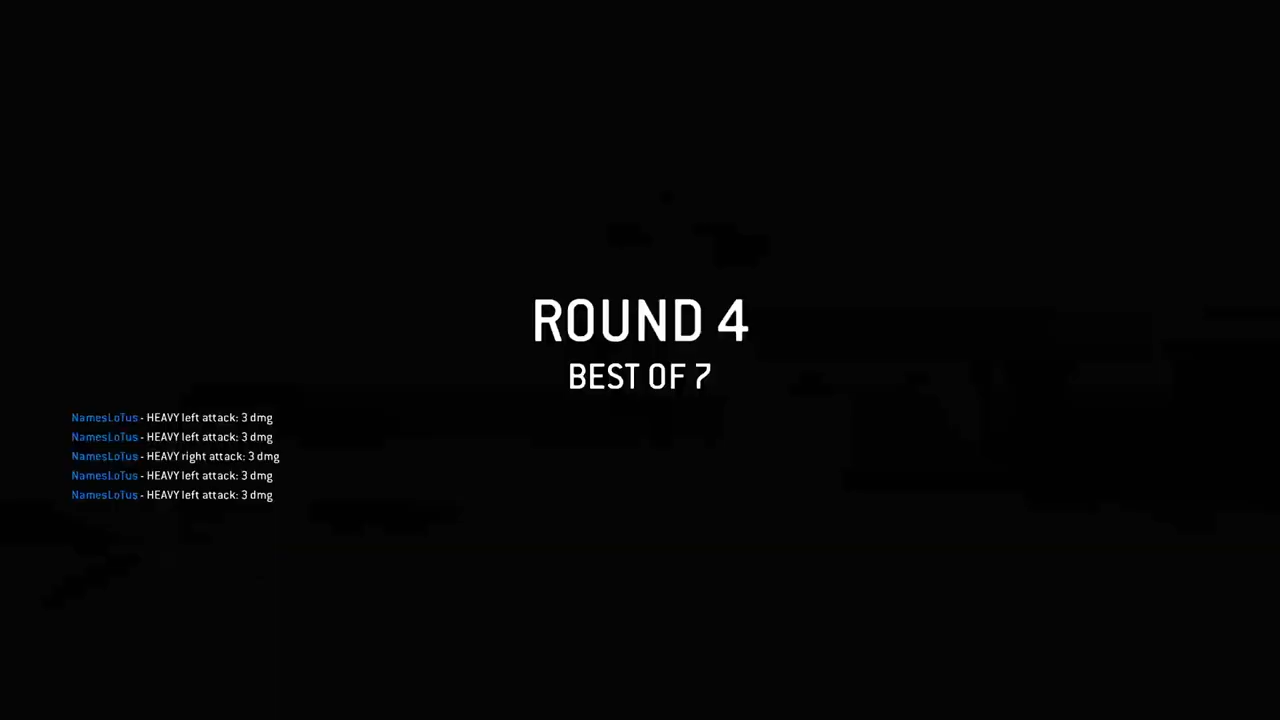 ROUND 4
BEST OF 7
NamesLoTus - HEAVY left attack: 3 dmg
NamesLoTus - HEAVY left attack: 3 dmg
NamesLoTus - HEAVY right attack: 3 dmg
NamesLoTus - HEAVY left attack: 3 dmg
NamesLoTus - HEAVY left attack: 3 dmg